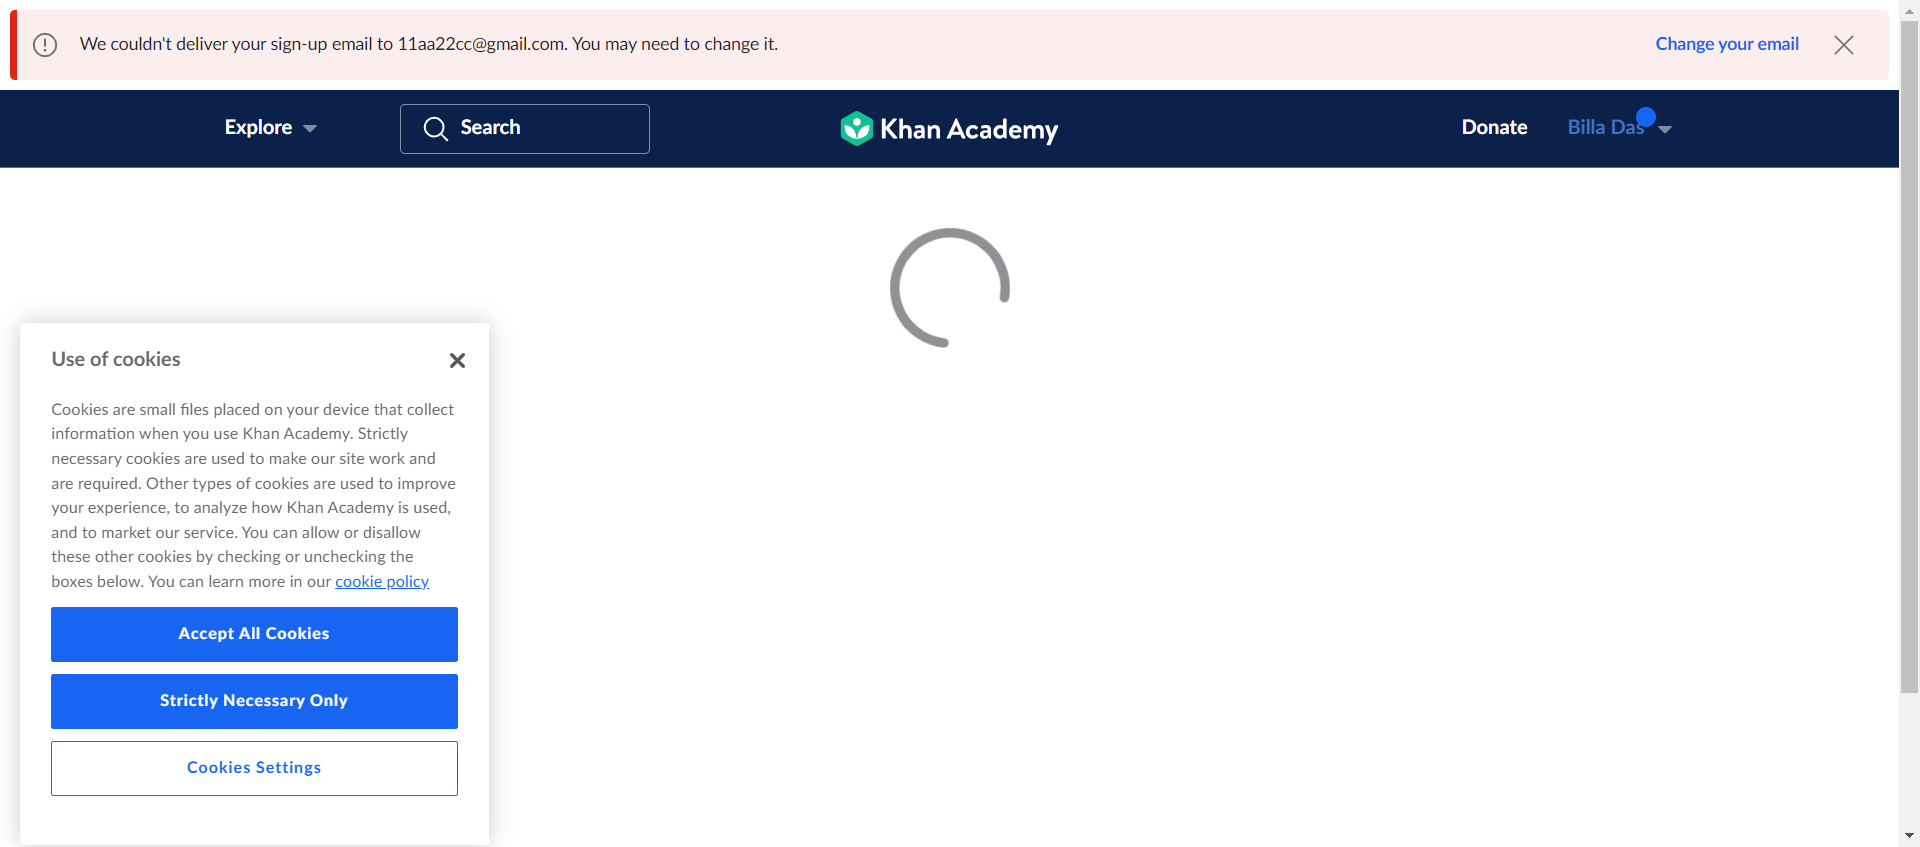 We couldn't deliver your sign-up email to 11aa22cc@gmail.com. You may need to change it.
Change your email
Explore
Search
Khan Academy
Donate
Billa Das
Use of cookies
Cookies are small files placed on your device that collect
information when you use Khan Academy. Strictly
necessary cookies are used to make our site work and
are required. Other types of cookies are used to improve
your experience, to analyze how Khan Academy is used,
and to market our service. You can allow or disallow
these other cookies by checking or unchecking the
boxes below. You can learn more in our cookie policy
Accept All Cookies
Strictly Necessary Only
Cookies Settings